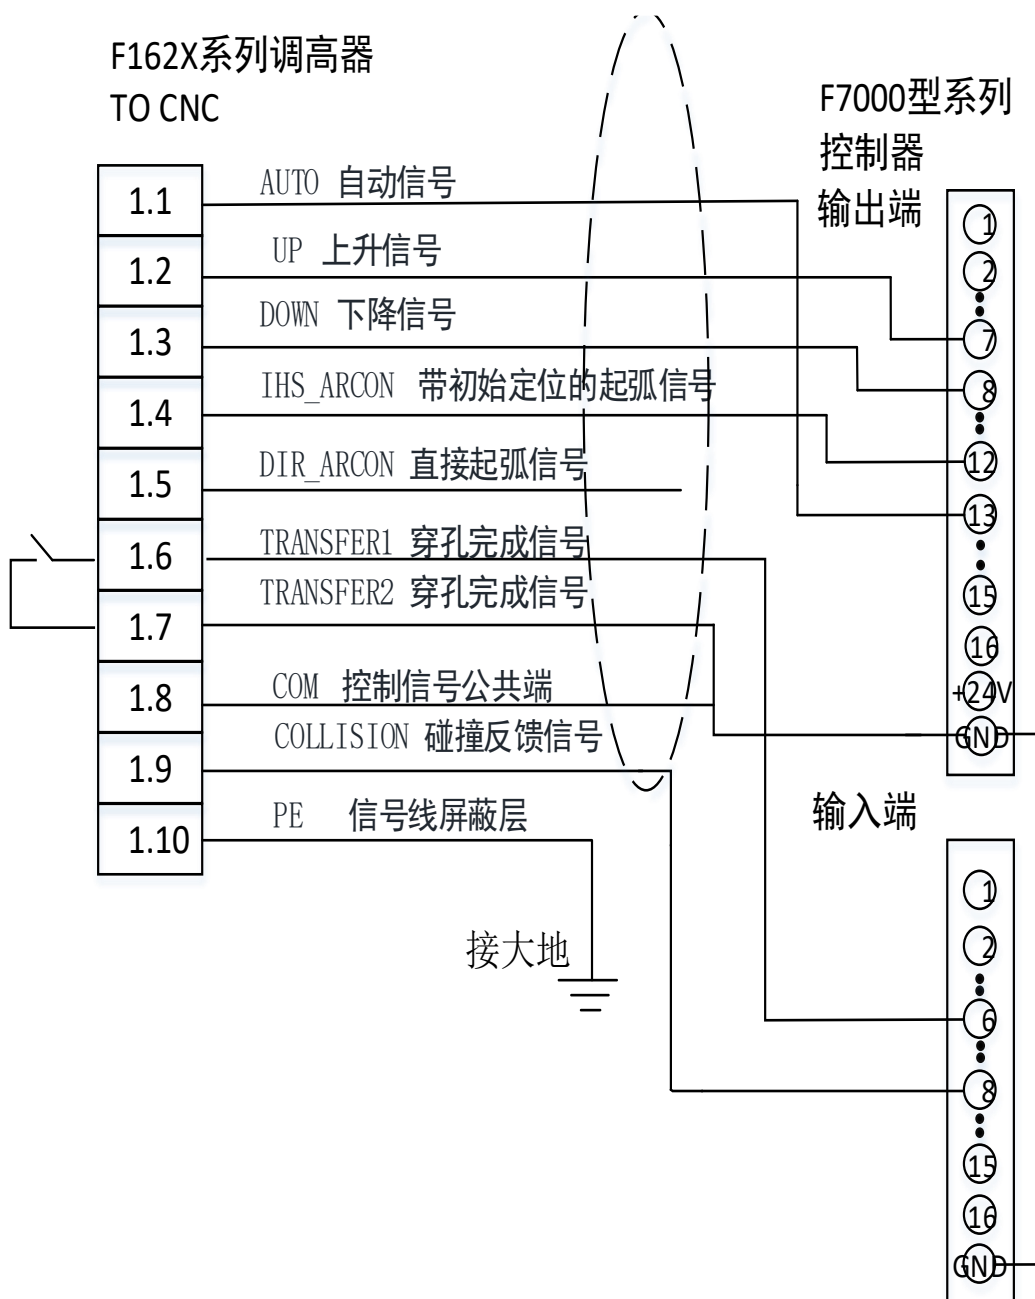 F162X系列调高器
TO CNC
1.1
AUTO 自动信号
1.2
UP 上升信号
1.3
DOWN 下降信号
1.4
IHS_ARCON 带初始定位的起弧信号
1.5
DIR_ARCON 直接起弧信号
1.6
TRANSFER1 穿孔完成信号
1.7
TRANSFER2 穿孔完成信号
1.8
COM 控制信号公共端
1.9
COLLISION 碰撞反馈信号
1.10
PE 信号线屏蔽层
接大地
F7000型系列
控制器
输出端
1
2
7
8
12
13
15
16
+24V
GND
输入端
1
2
6
8
15
16
GND